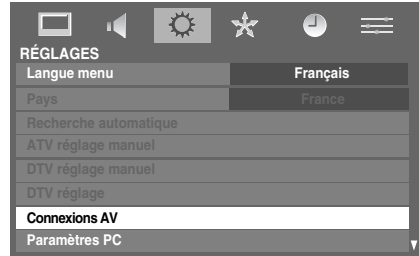 RÉGLAGES
Langue menu Français
Pays France
Recherche automatique
ATV réglage manuel
DTV réglage manuel
DTV réglage
Connexions AV
Paramètres PC